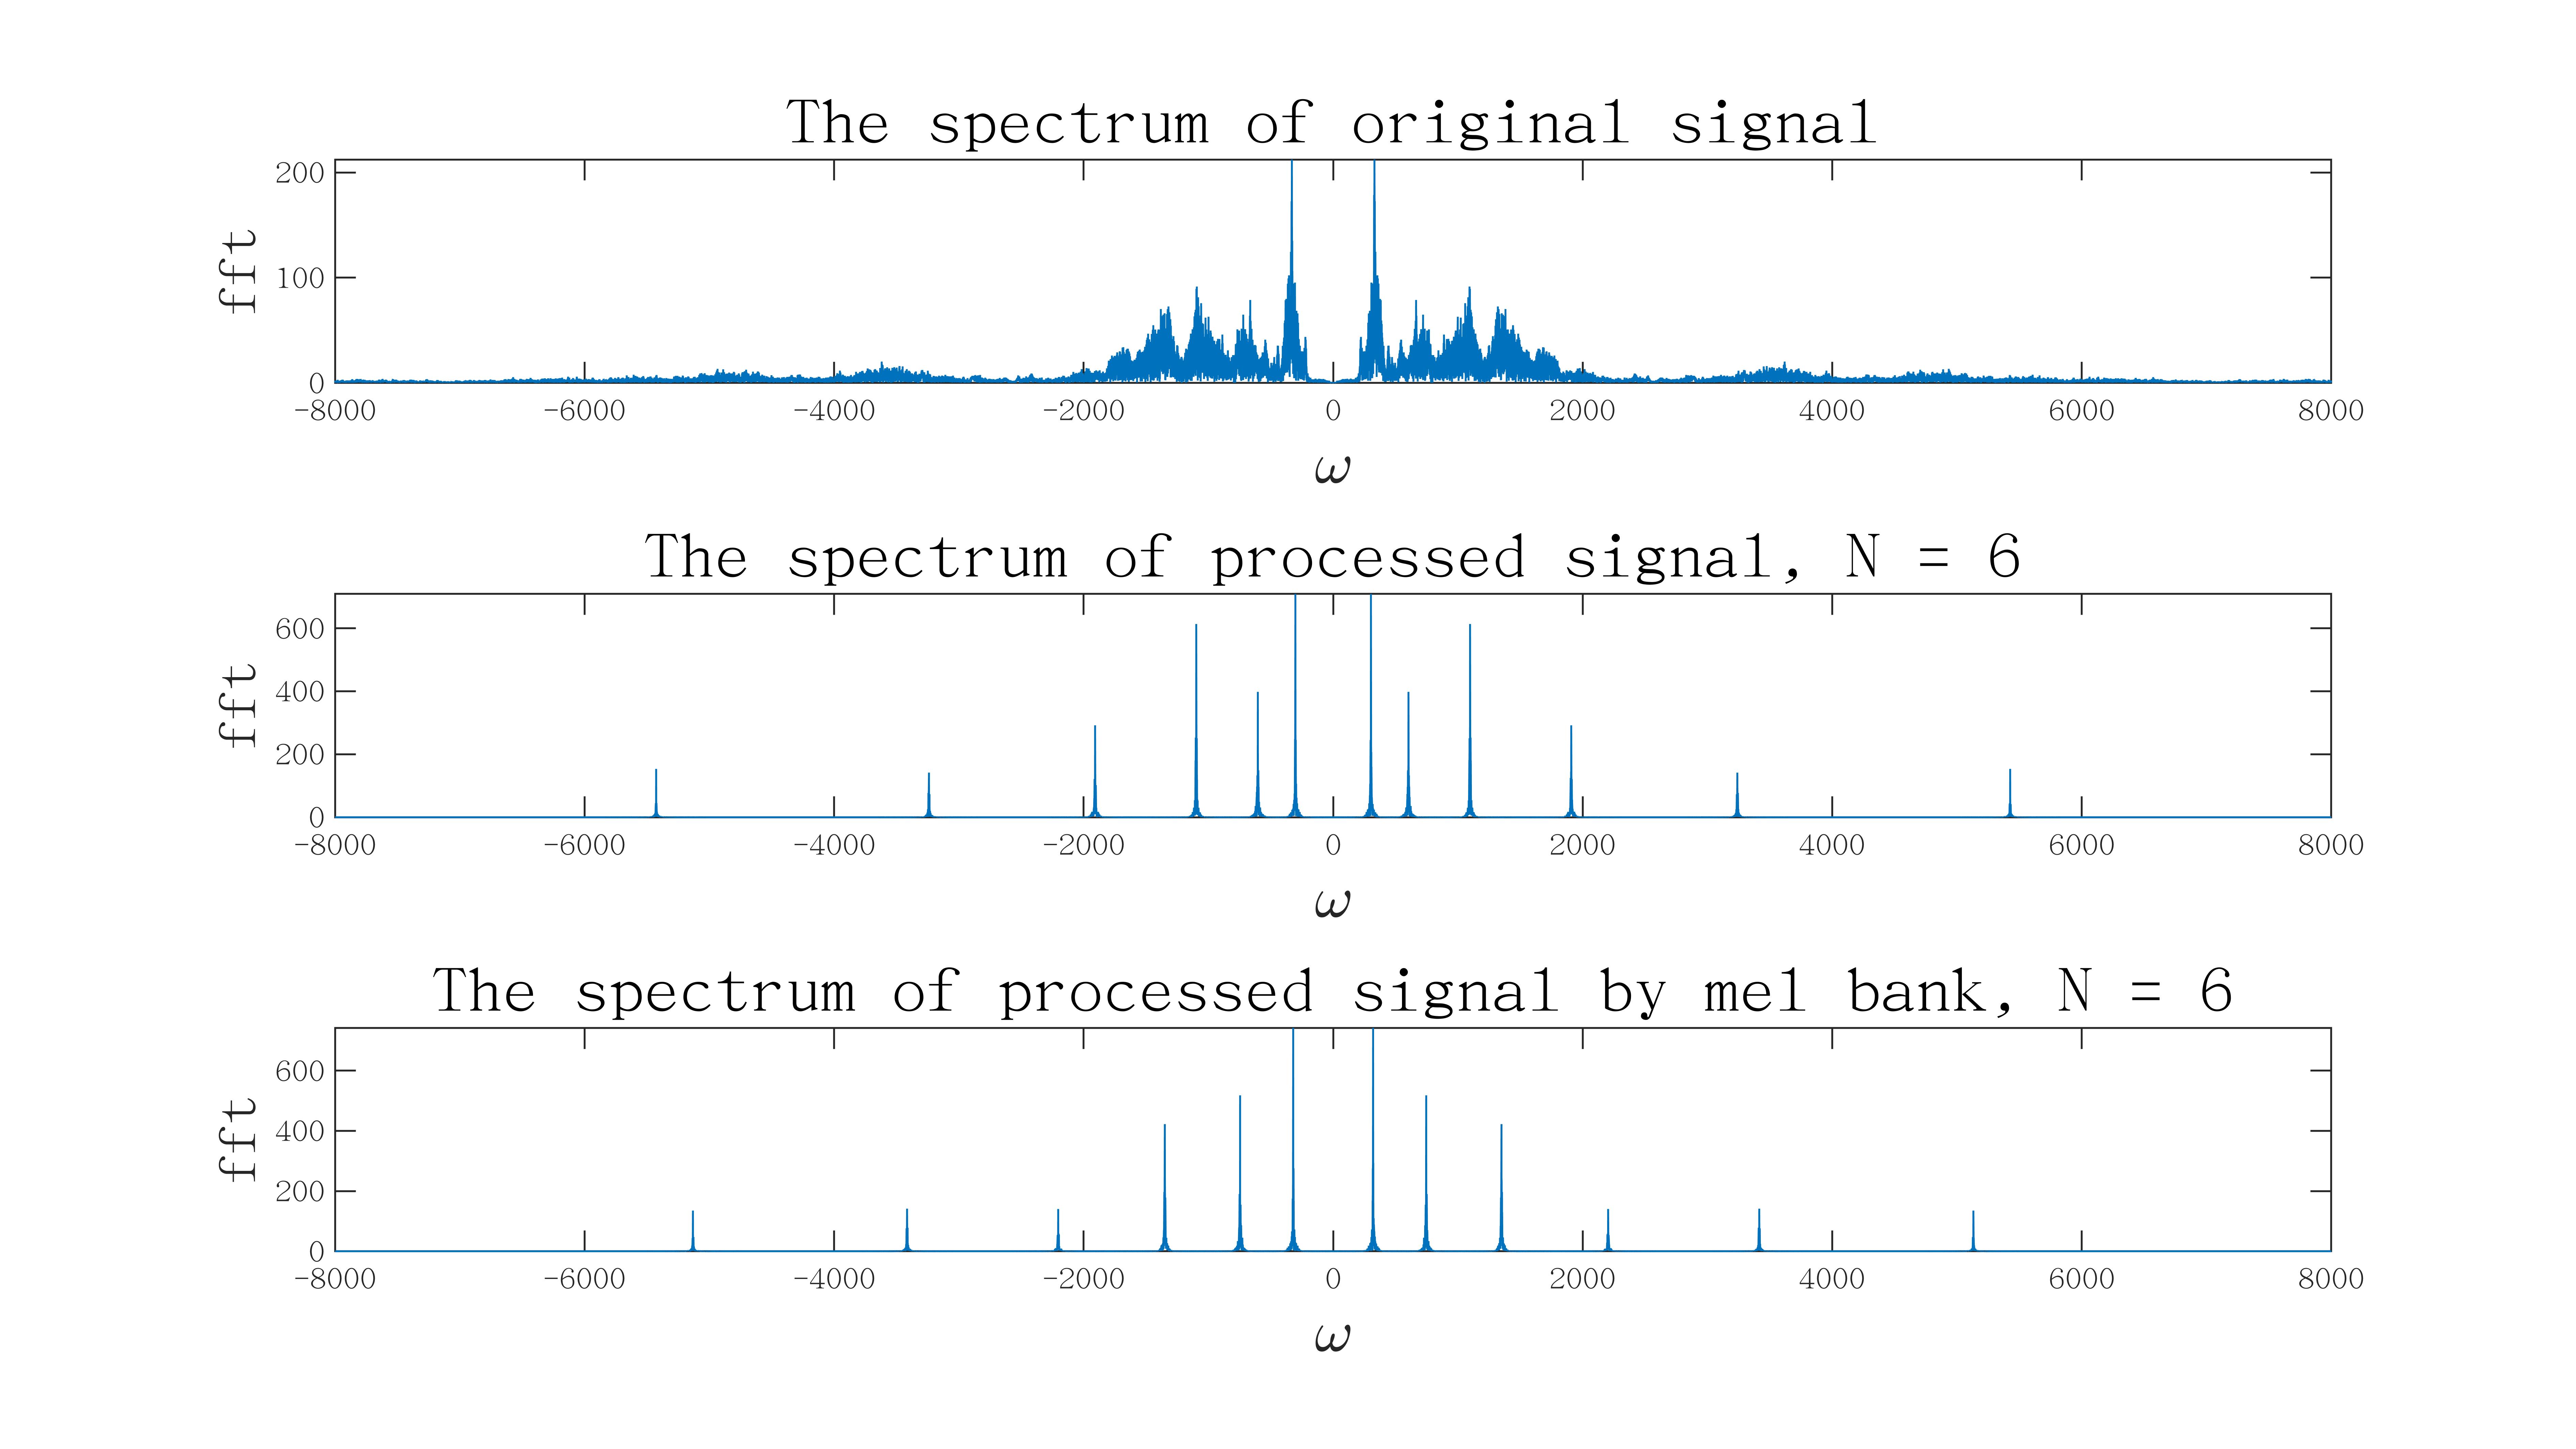 The spectrum of original signal
200
100
0
fft
-8000 -6000 -4000 -2000 0 2000 4000 6000 8000
ω
The spectrum of processed signal, N = 6
600
400
200
0
fft
-8000 -6000 -4000 -2000 0 2000 4000 6000 8000
ω
The spectrum of processed signal by mel bank, N = 6
600
400
200
0
fft
-8000 -6000 -4000 -2000 0 2000 4000 6000 8000
ω